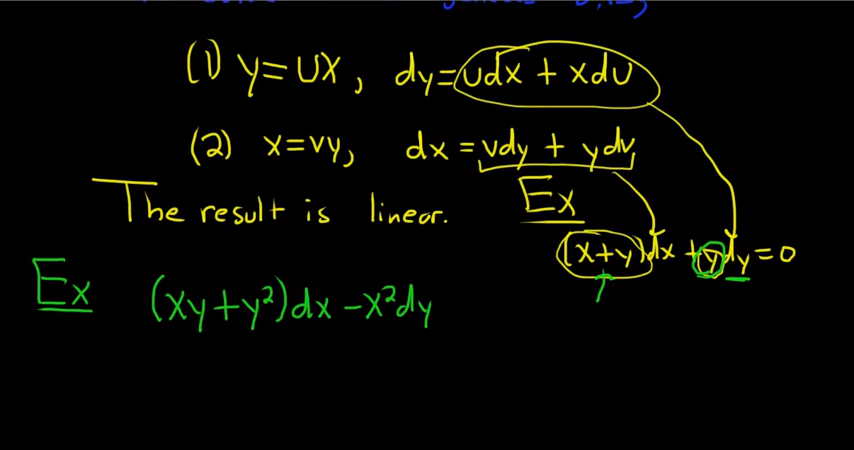 (1) y=UX, dy=udx + xdu
(2) x=vy, dx = vdy + ydv
The result is linear.
Ex
(x+y)dx + ydy = 0
Ex (xy+y²)dx - x²dy